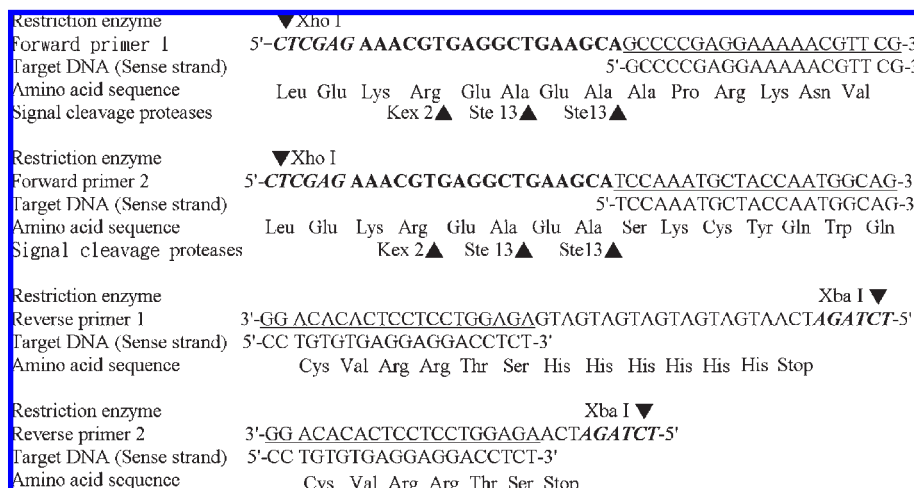 Restriction enzyme ▼Xho I
Forward primer 1 5'-CTCGAG AAACGTGAGGCTGAAGCAGCCCCGAGGAAAAACGTT CG-3
Target DNA (Sense strand) 5'-GCCCCGAGGAAAAACGTT CG-3
Amino acid sequence Leu Glu Lys Arg Glu Ala Glu Ala Ala Pro Arg Lys Asn Val
Signal cleavage proteases Kex 2▲ Ste 13▲ Ste13▲
Restriction enzyme ▼Xho I
Forward primer 2 5'-CTCGAG AAACGTGAGGCTGAAGCATCCAAATGCTACCAATGGCAG-3
Target DNA (Sense strand) 5'-TCCAAATGCTACCAATGGCAG-3
Amino acid sequence Leu Glu Lys Arg Glu Ala Glu Ala Ser Lys Cys Tyr Gln Trp Gln
Signal cleavage proteases Kex 2▲ Ste 13▲ Ste13▲
Restriction enzyme Xba I ▼
Reverse primer 1 3'-GG ACACACTCCTCCTGGAGAGTAGTAGTAGTAGTAGTAACTAGATCT-5'
Target DNA (Sense strand) 5'-CC TGTGTGAGGAGGACCTCT-3'
Amino acid sequence Cys Val Arg Arg Thr Ser His His His His His His Stop
Restriction enzyme Xba I ▼
Reverse primer 2 3'-GG ACACACTCCTCCTGGAGAACTAGATCT-5'
Target DNA (Sense strand) 5'-CC TGTGTGAGGAGGACCTCT-3'
Amino acid sequence Cys Val Arg Arg Thr Ser Stop